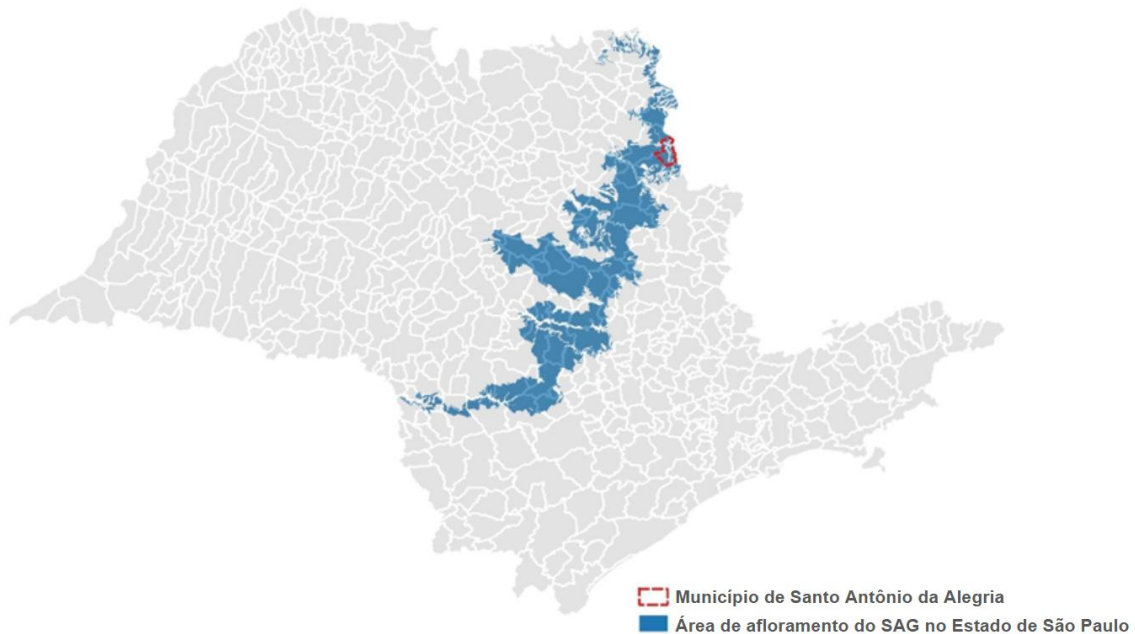 Município de Santo Antônio da Alegria
Área de afloramento do SAG no Estado de São Paulo